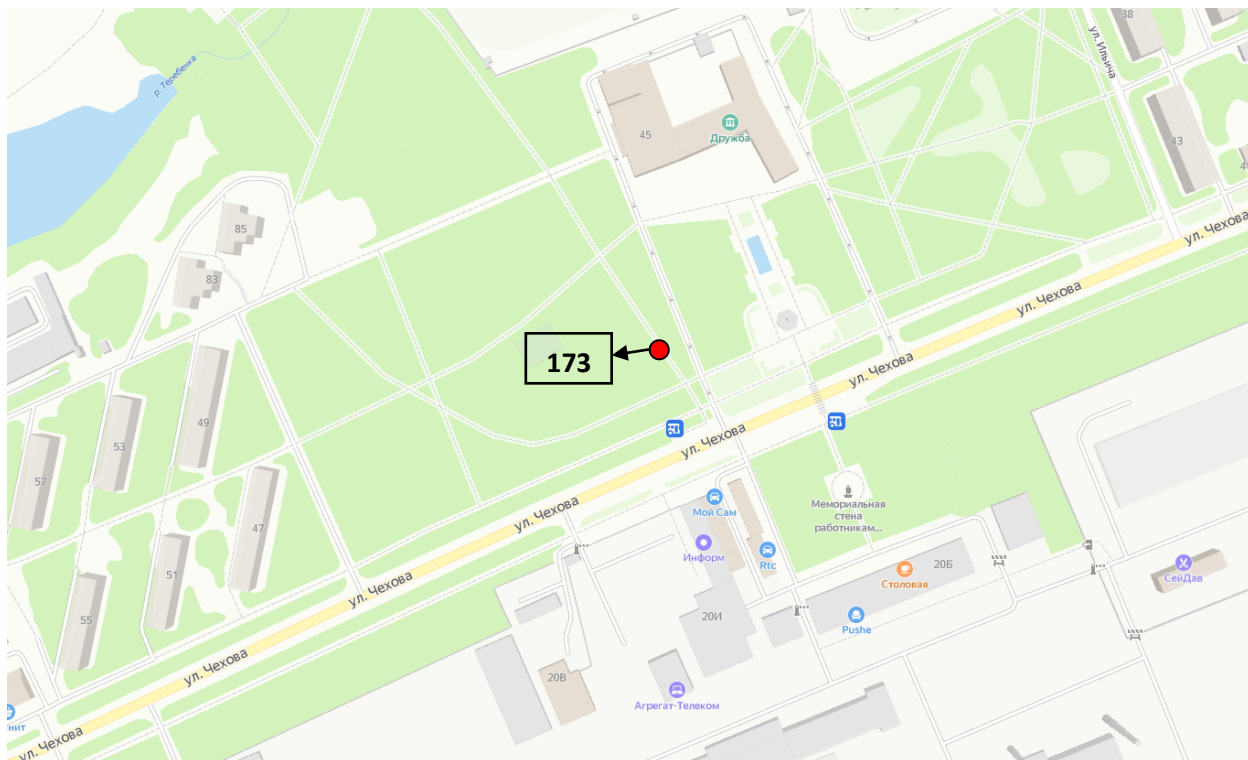 38
ул. Ильича
р. Теребенка
45
Дружба
43
85
ул. Чехова
83
ул. Чехова
173
ул. Чехова
49
53
ул. Чехова
57
47
Мой Сам
Мемориальная
стена
работникам...
ул. Чехова
Информ
Rtc
20Б
Столовая
СейДав
51
ул. Чехова
55
20И
Pushe
ул. Чехова
20В
Агрегат-Телеком
нит
ул. Чехова